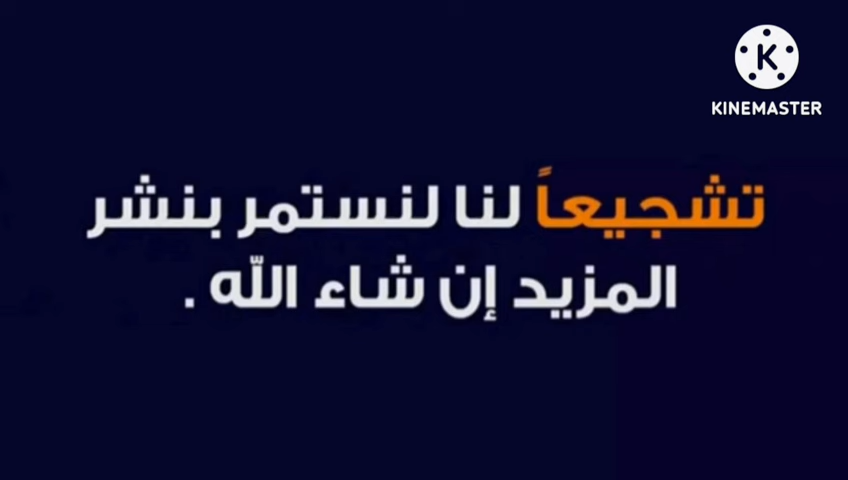 KINEMASTER
تشجيعاً لنا لنستمر بنشر
المزيد إن شاء الله .